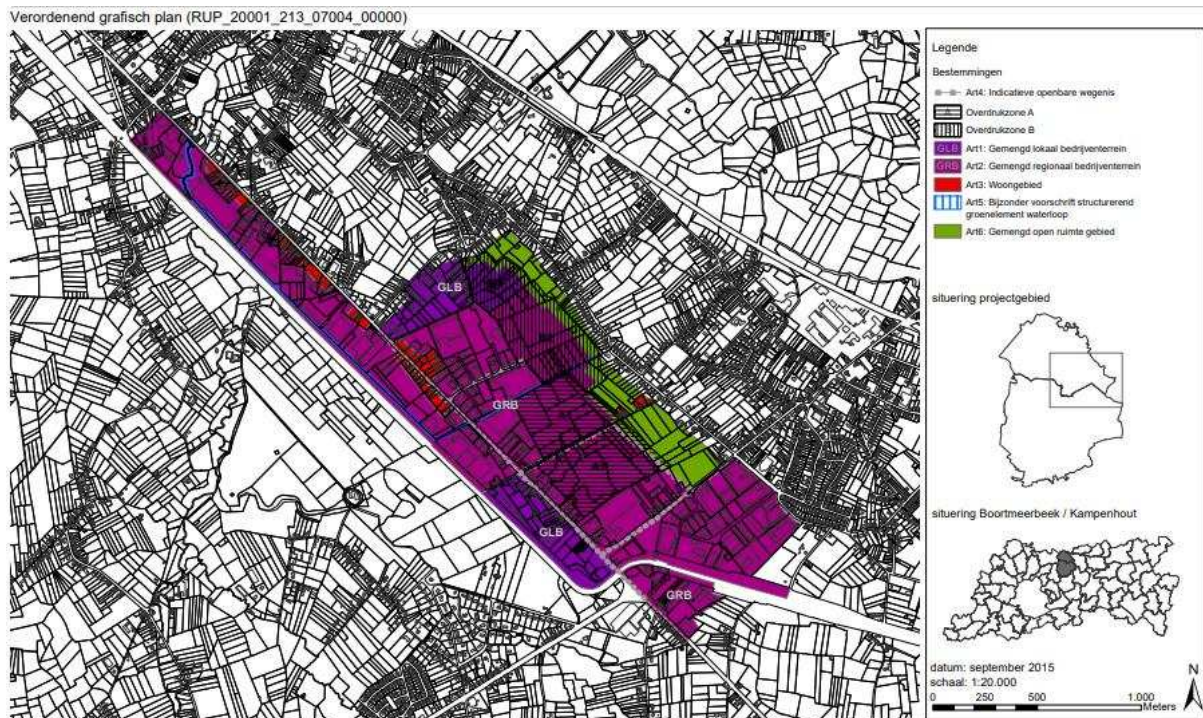 Verordenend grafisch plan (RUP_20001_213_07004_00000)
GLB
GRB
GLB
GRB
Legende
Bestemmingen
Art4: Indicatieve openbare wegenis
Overdrukzone A
Overdrukzone B
GLB Art1: Gemengd lokaal bedrijventerrein
GRB Art2: Gemengd regionaal bedrijventerrein
Art3: Woongebied
Art5: Bijzonder voorschrift structurerend
groenelement waterloop
Art6: Gemengd open ruimte gebied
situering projectgebied
situering Boortmeerbeek / Kampenhout
datum: september 2015
schaal: 1:20.000
N
0 250 500 1.000
Meters